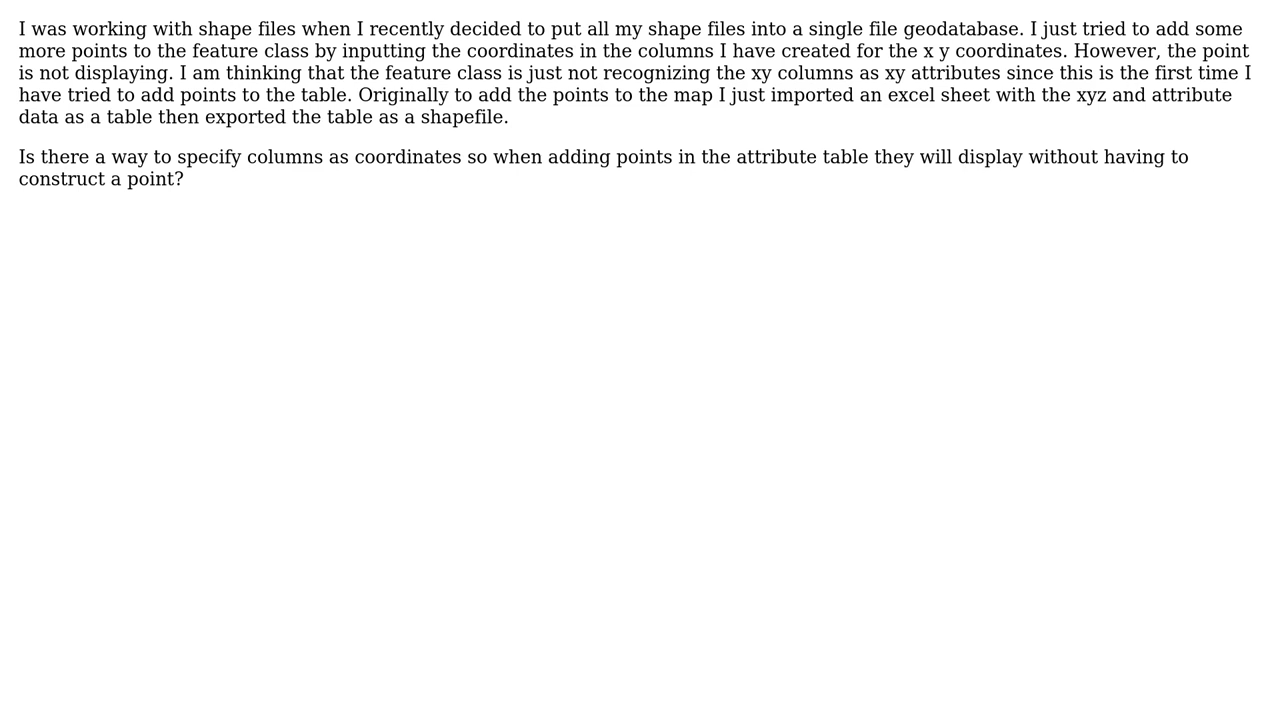 I was working with shape files when I recently decided to put all my shape files into a single file geodatabase. I just tried to add some
more points to the feature class by inputting the coordinates in the columns I have created for the x y coordinates. However, the point
is not displaying. I am thinking that the feature class is just not recognizing the xy columns as xy attributes since this is the first time I
have tried to add points to the table. Originally to add the points to the map I just imported an excel sheet with the xyz and attribute
data as a table then exported the table as a shapefile.
Is there a way to specify columns as coordinates so when adding points in the attribute table they will display without having to
construct a point?